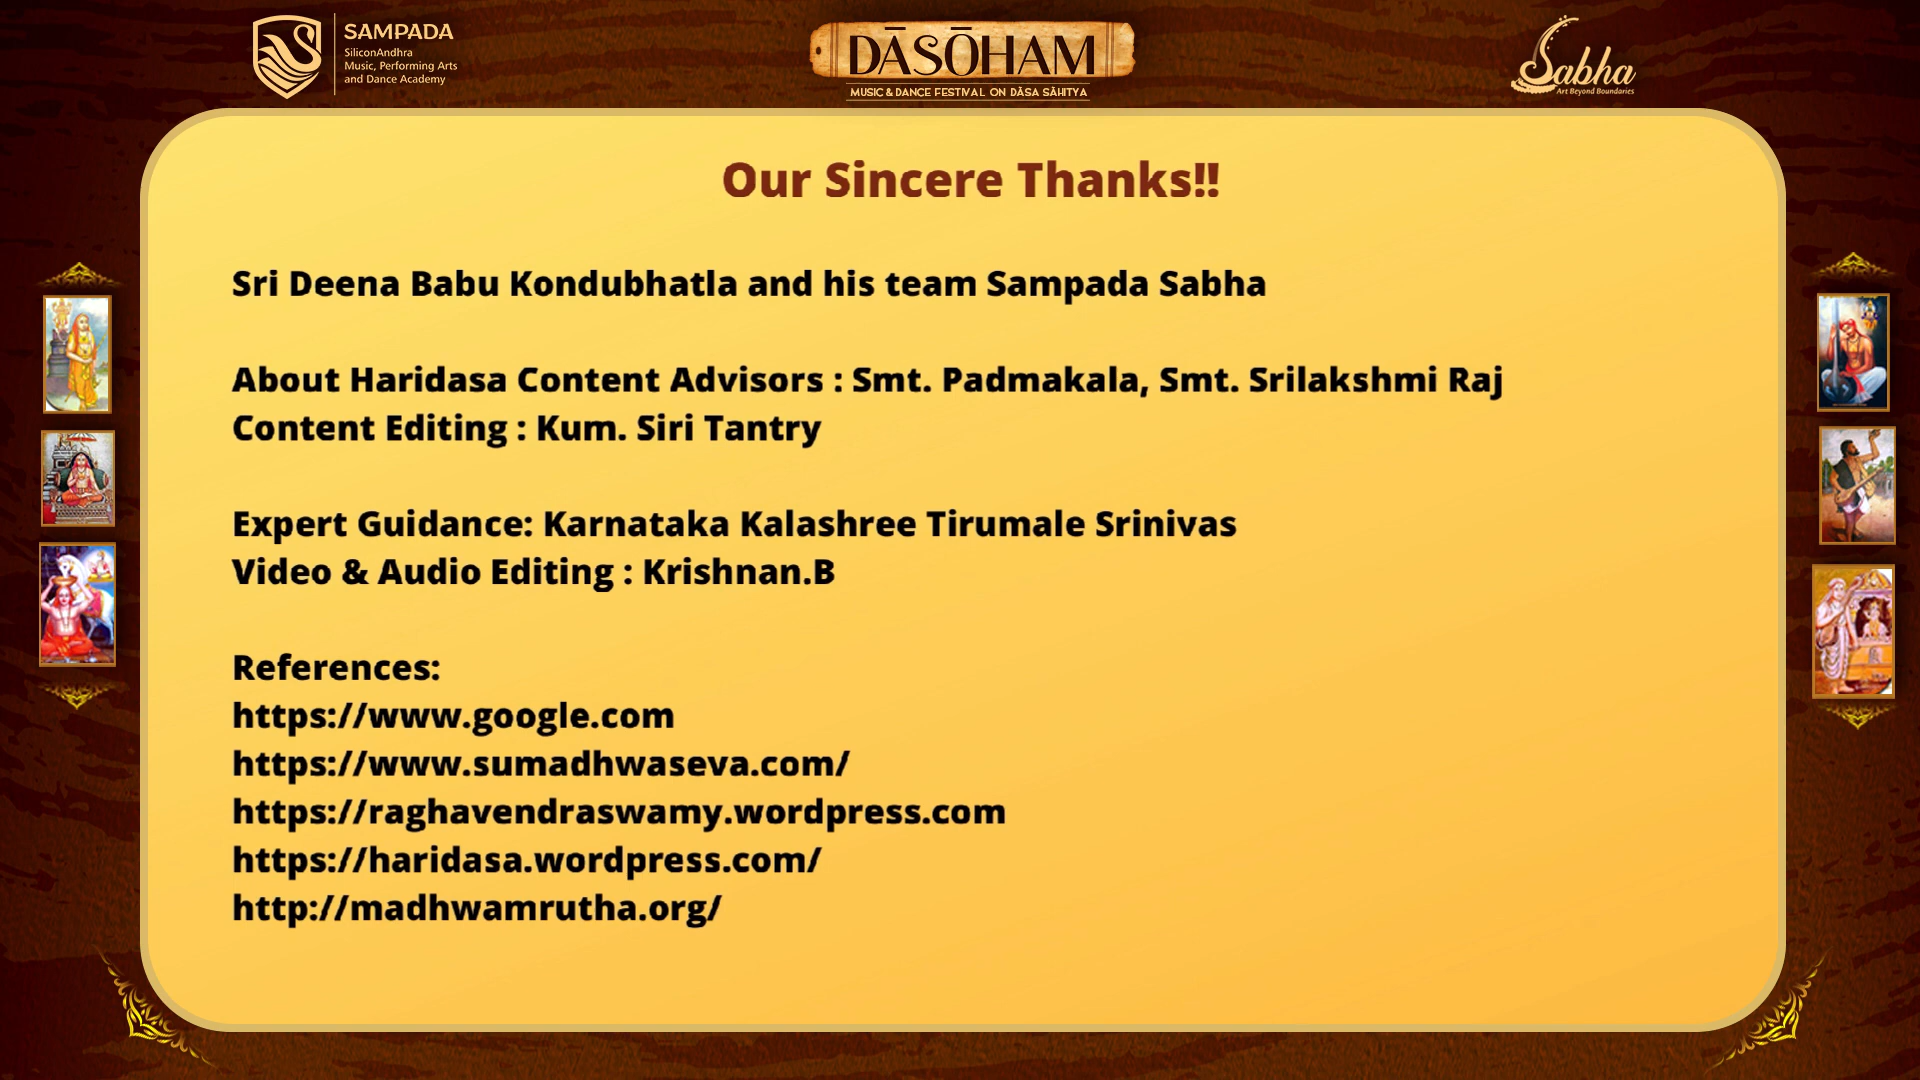 SAMPADA
SiliconAndhra
Music, Performing Arts
and Dance Academy
DĀSŌHAM
MUSIC & DANCE FESTIVAL ON DĀSA SĀHITYA
Sabha
Art Beyond Boundaries
Our Sincere Thanks!!
Sri Deena Babu Kondubhatla and his team Sampada Sabha
About Haridasa Content Advisors : Smt. Padmakala, Smt. Srilakshmi Raj
Content Editing : Kum. Siri Tantry
Expert Guidance: Karnataka Kalashree Tirumale Srinivas
Video & Audio Editing : Krishnan.B
References:
https://www.google.com
https://www.sumadhwaseva.com/
https://raghavendraswamy.wordpress.com
https://haridasa.wordpress.com/
http://madhwamrutha.org/